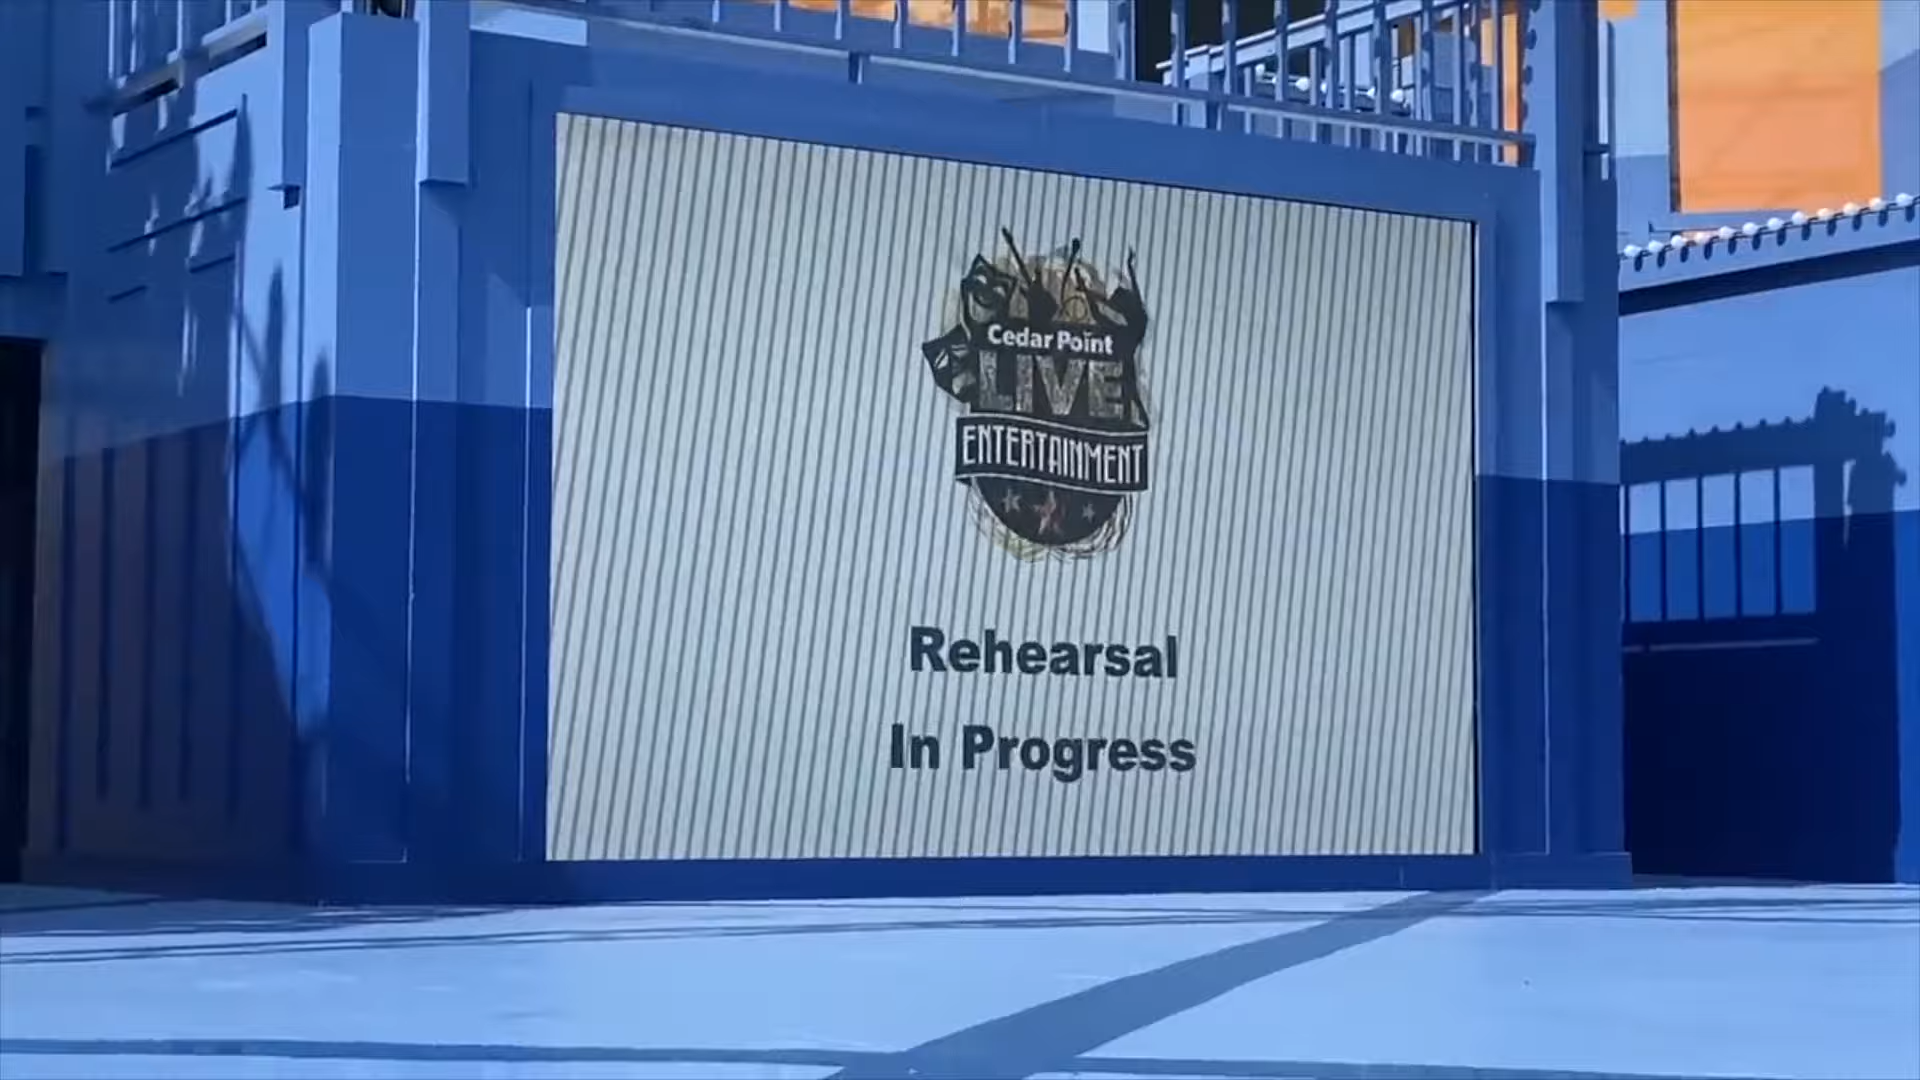 Cedar Point
LIVE
ENTERTAINMENT
Rehearsal
In Progress